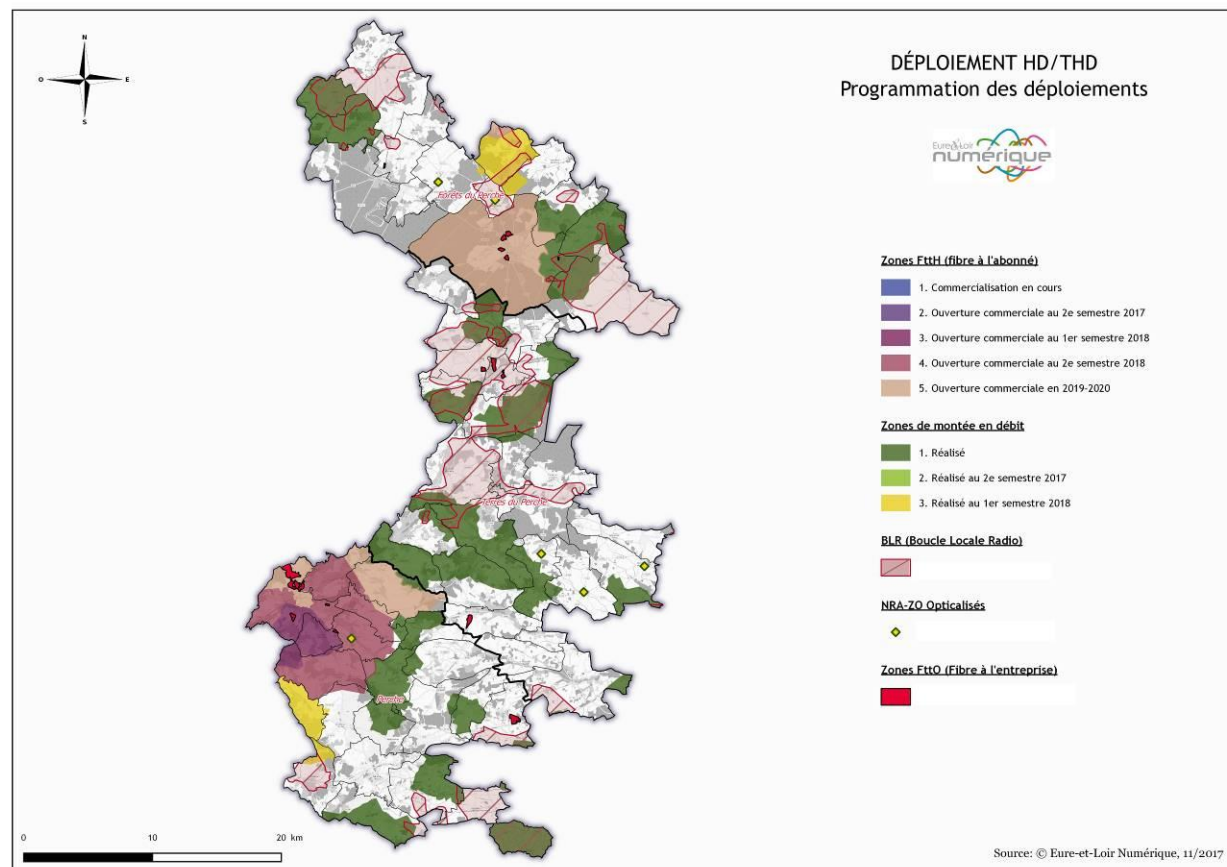 DÉPLOIEMENT HD/THD
Programmation des déploiements
Eure & Loir
numérique
N
O
E
S
Forêts du Perche
Terres du Perche
Perche
Zones FttH (fibre à l'abonné)
1. Commercialisation en cours
2. Ouverture commerciale au 2e semestre 2017
3. Ouverture commerciale au 1er semestre 2018
4. Ouverture commerciale au 2e semestre 2018
5. Ouverture commerciale en 2019-2020
Zones de montée en débit
1. Réalisé
2. Réalisé au 2e semestre 2017
3. Réalisé au 1er semestre 2018
BLR (Boucle Locale Radio)
NRA-ZO Opticalisés
Zones FttO (Fibre à l'entreprise)
0 10 20 km
Source: © Eure-et-Loir Numérique, 11/2017